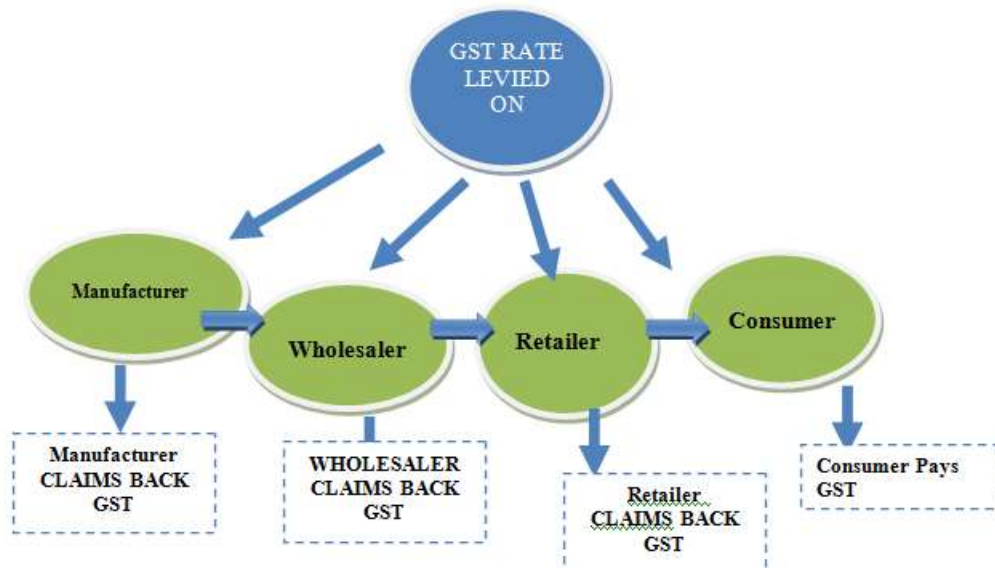 GST RATE
LEVIED
ON
Manufacturer
Wholesaler
Retailer
Consumer
Manufacturer
CLAIMS BACK
GST
WHOLESALER
CLAIMS BACK
GST
Retailer
CLAIMS BACK
GST
Consumer Pays
GST